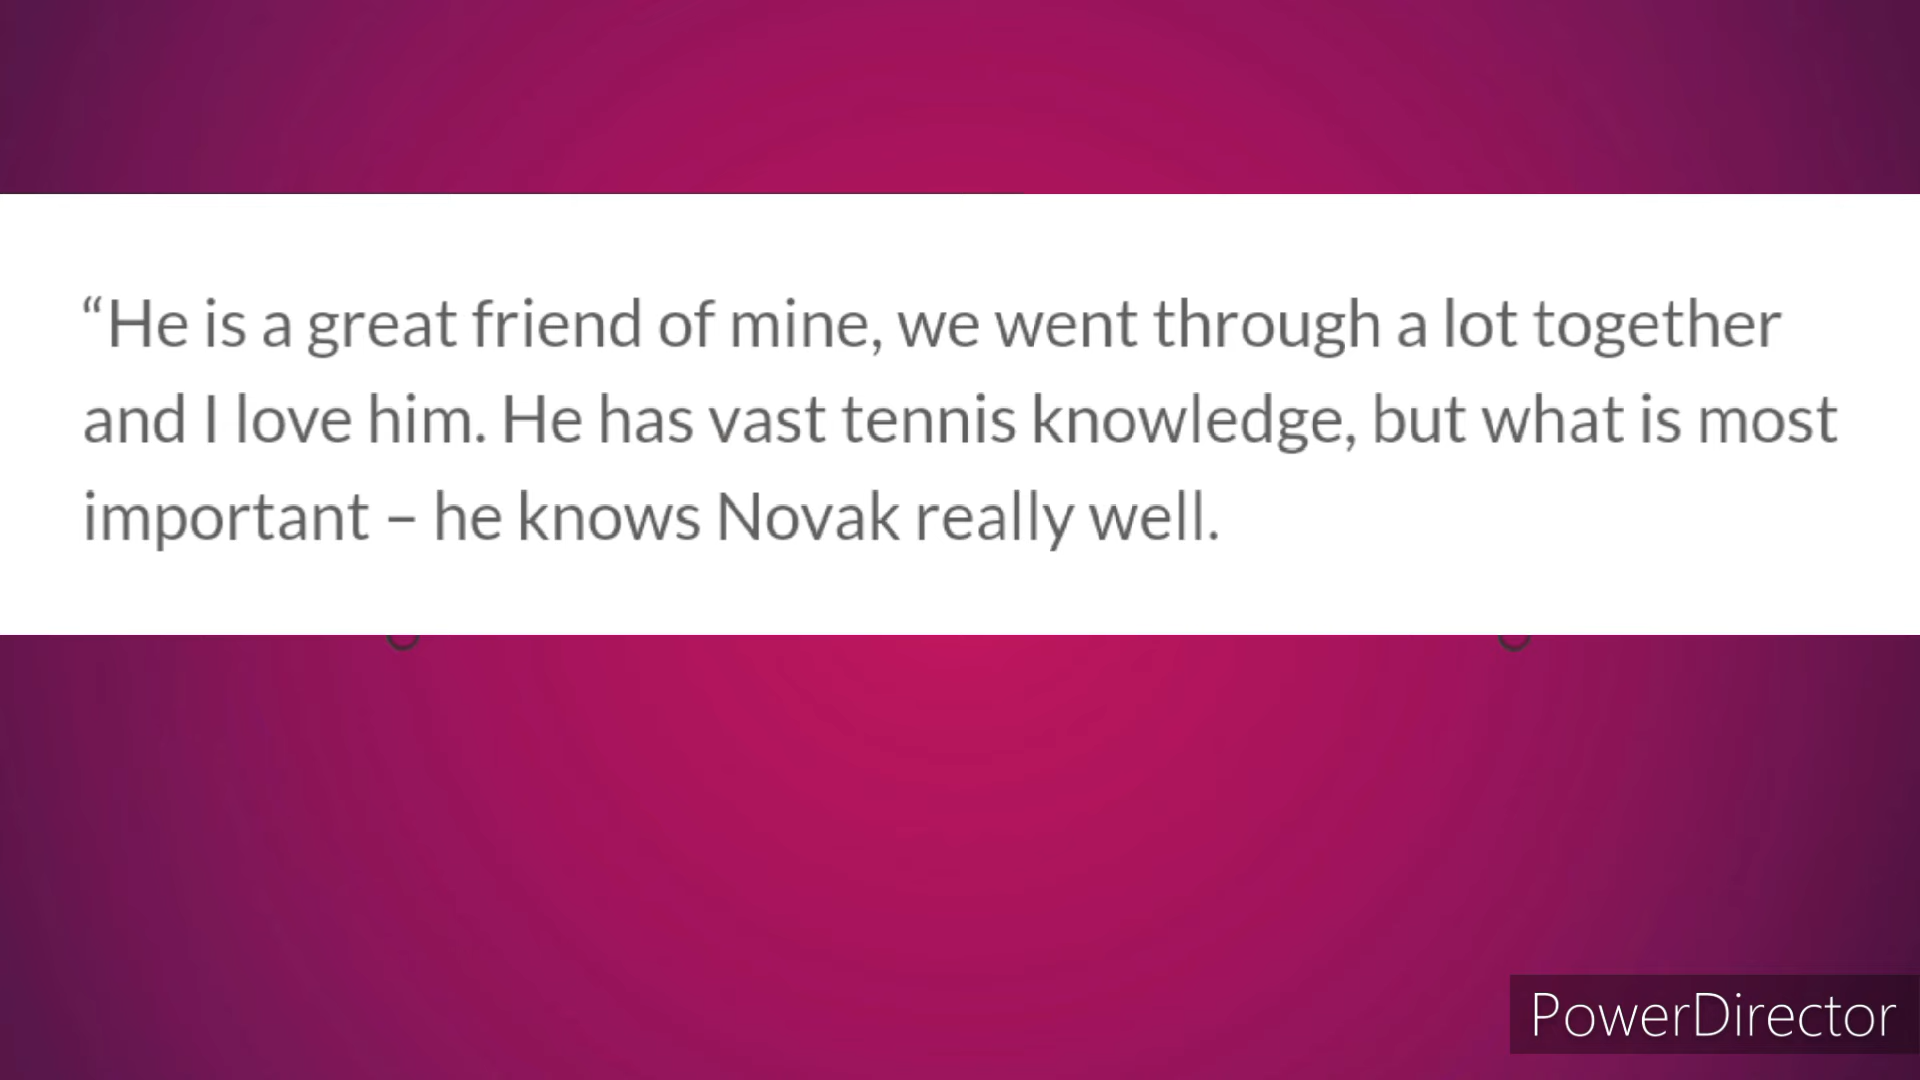 “He is a great friend of mine, we went through a lot together
and I love him. He has vast tennis knowledge, but what is most
important – he knows Novak really well.
PowerDirector